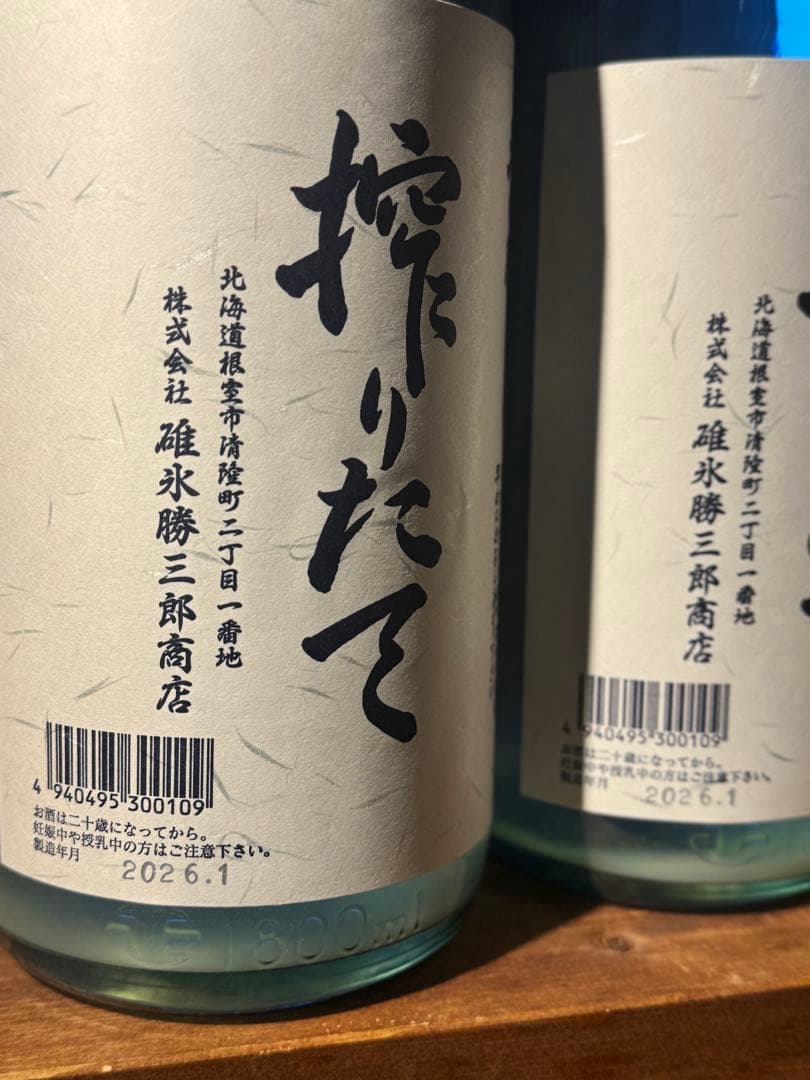 搾りたて
北海道根室市清隆町二丁目一番地
株式会社 碓氷勝三郎商店
4 940495 300109
お酒は二十歳になってから。
妊娠中や授乳中の方はご注意下さい。
製造年月 2026.1
1800ml
北海道根室市清隆町二丁目一番地
株式会社 碓氷勝三郎商店
4 940495 300109
お酒は二十歳になってから。
妊娠中や授乳中の方はご注意下さい。
製造年月 2026.1